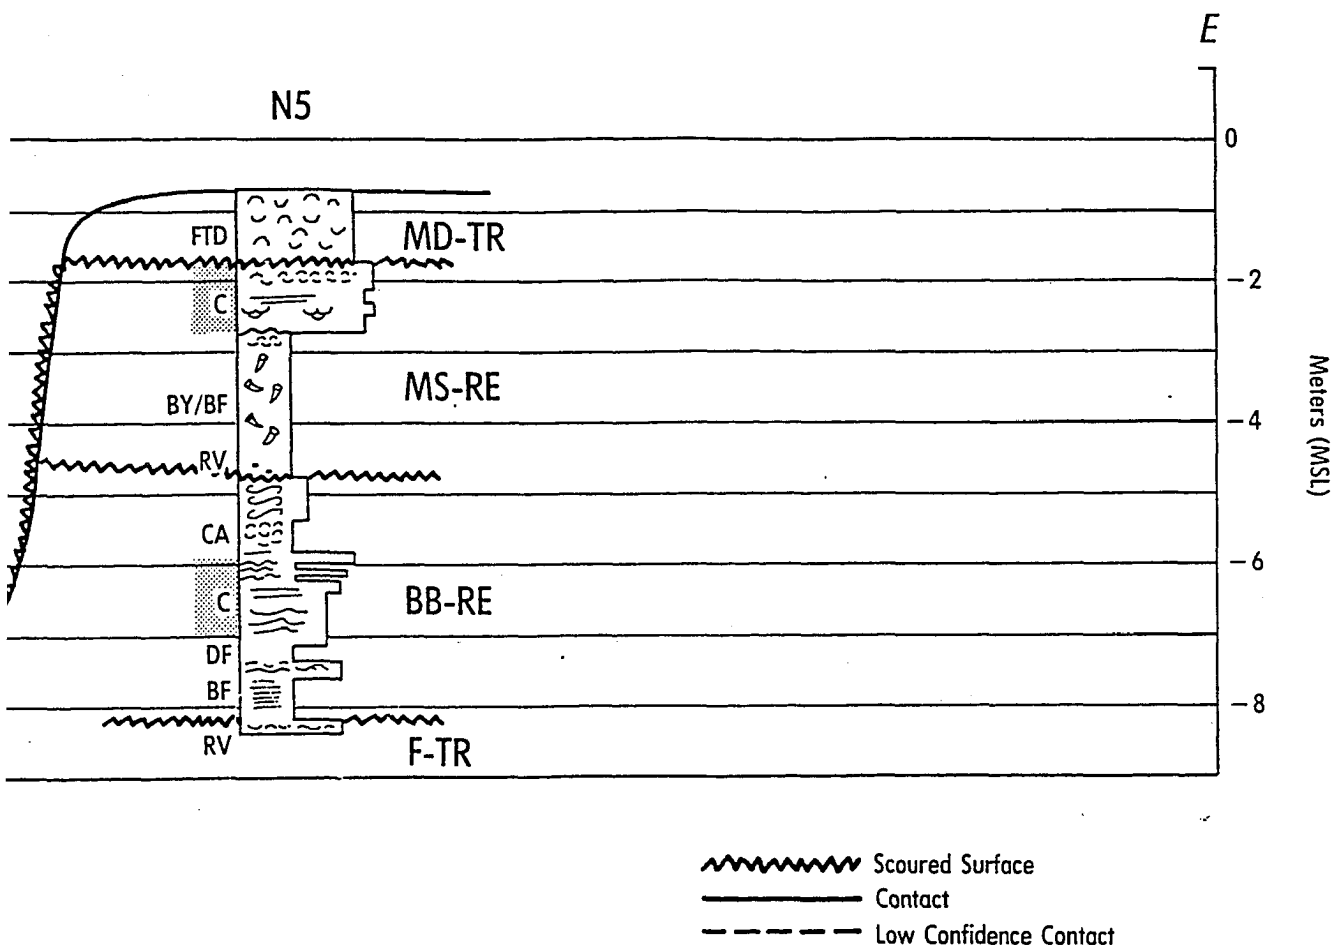 E
N5
0
FTD
MD-TR
-2
C
MS-RE
BY/BF
-4
Meters (MSL)
RV
CA
-6
C
BB-RE
DF
BF
-8
RV
F-TR
Scoured Surface
Contact
Low Confidence Contact